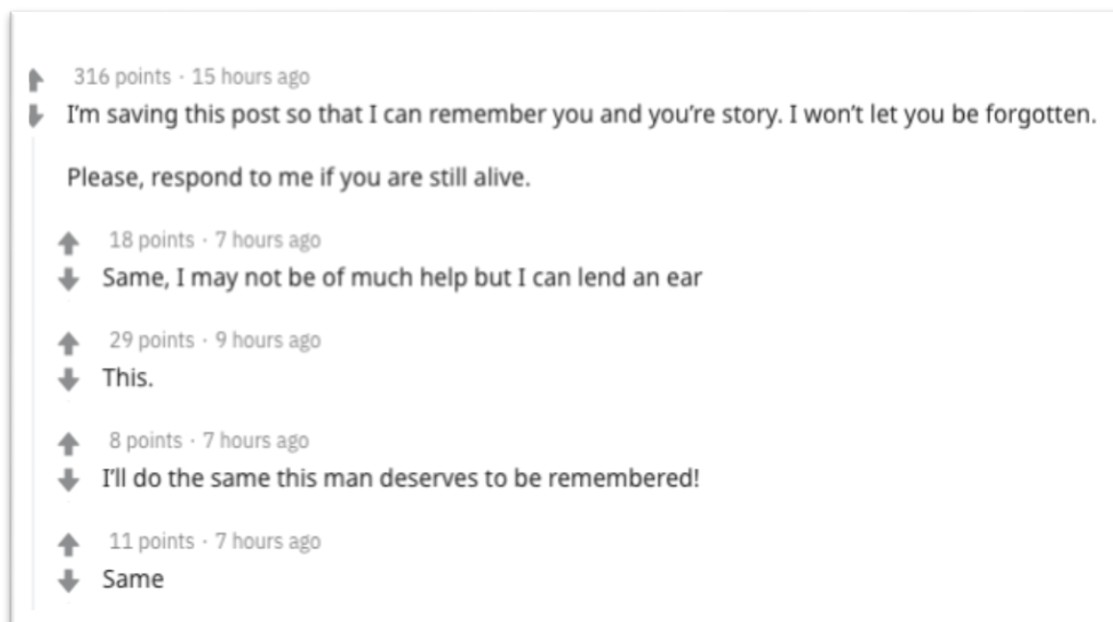 316 points · 15 hours ago
I’m saving this post so that I can remember you and you’re story. I won’t let you be forgotten.
Please, respond to me if you are still alive.
18 points · 7 hours ago
Same, I may not be of much help but I can lend an ear
29 points · 9 hours ago
This.
8 points · 7 hours ago
I’ll do the same this man deserves to be remembered!
11 points · 7 hours ago
Same